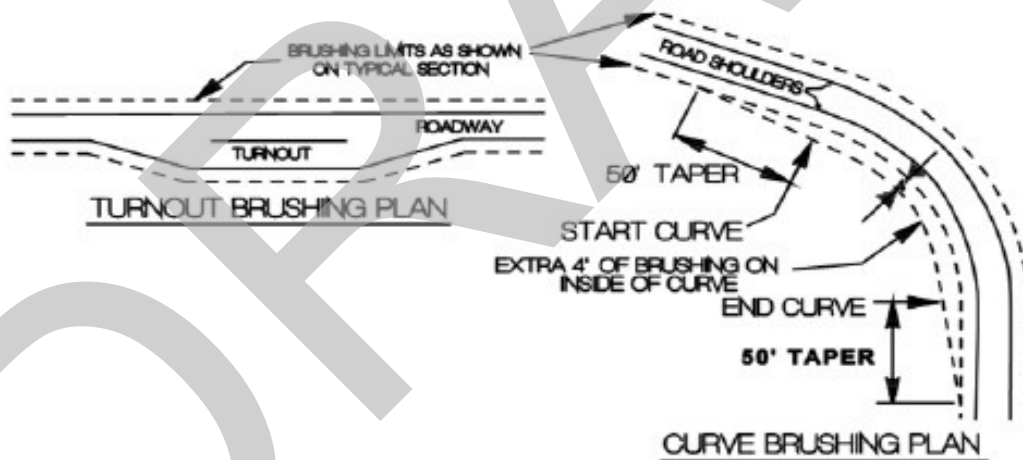 BRUSHING LIMITS AS SHOWN
ON TYPICAL SECTION
ROADWAY
TURNOUT
TURNOUT BRUSHING PLAN
ROAD SHOULDERS
50' TAPER
START CURVE
EXTRA 4' OF BRUSHING ON
INSIDE OF CURVE
END CURVE
50' TAPER
CURVE BRUSHING PLAN